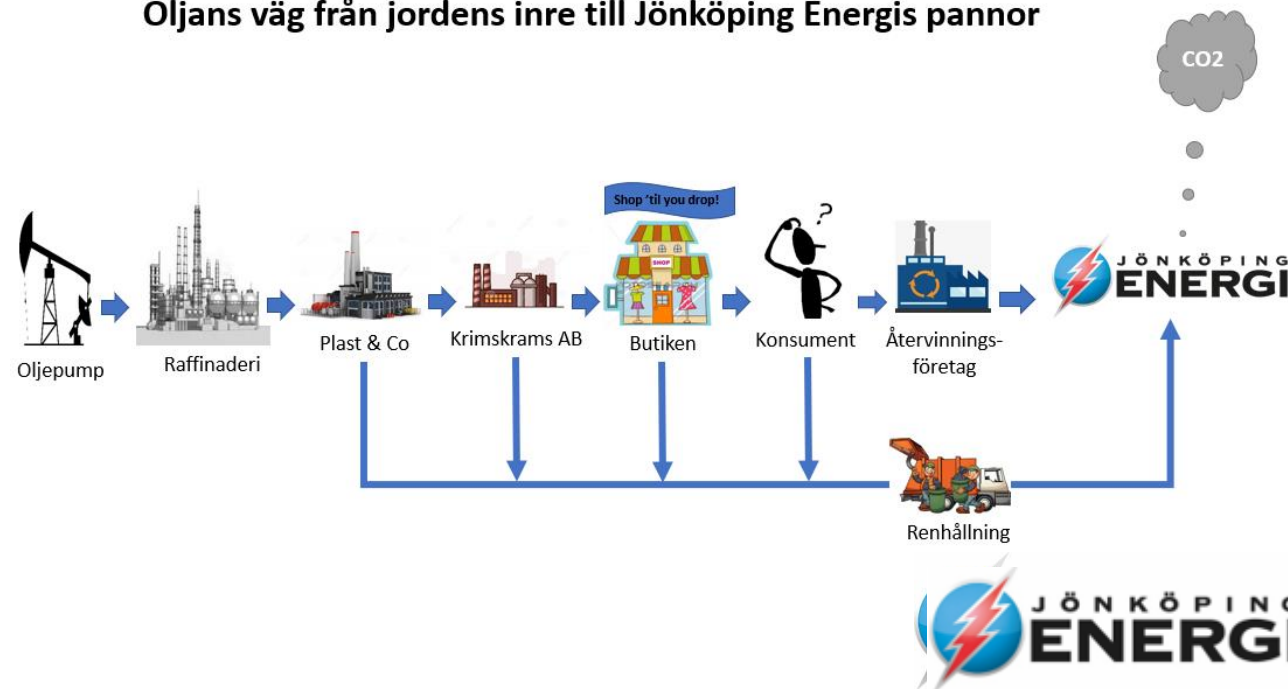 Oljans väg från jordens inre till Jönköping Energis pannor
CO2
Shop 'til you drop!
SHOP
?
JÖNKÖPING
ENERGI
Oljepump
Raffinaderi
Plast & Co
Krimskrams AB
Butiken
Konsument
Återvinnings-
företag
Renhållning
JÖNKÖPING
ENERGI